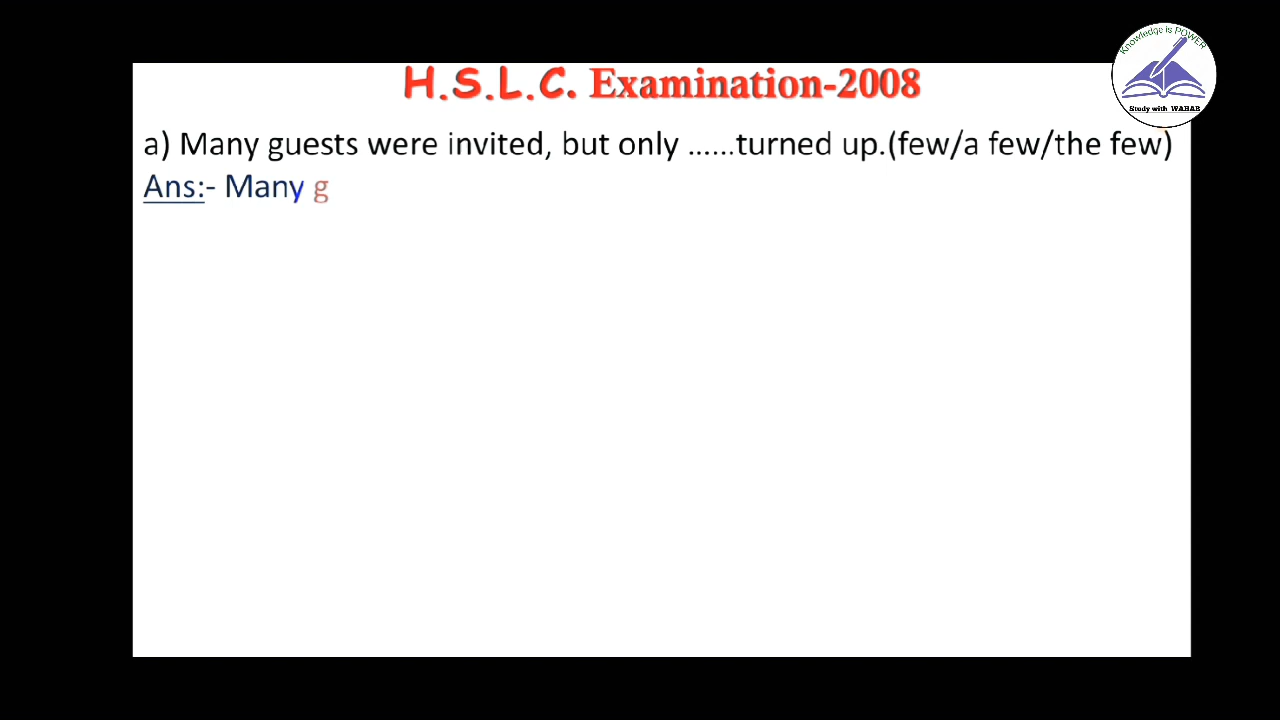 Knowledge is POWER
Study with WAHAB
H.S.L.C. Examination-2008
a) Many guests were invited, but only ......turned up.(few/a few/the few)
Ans:- Many g